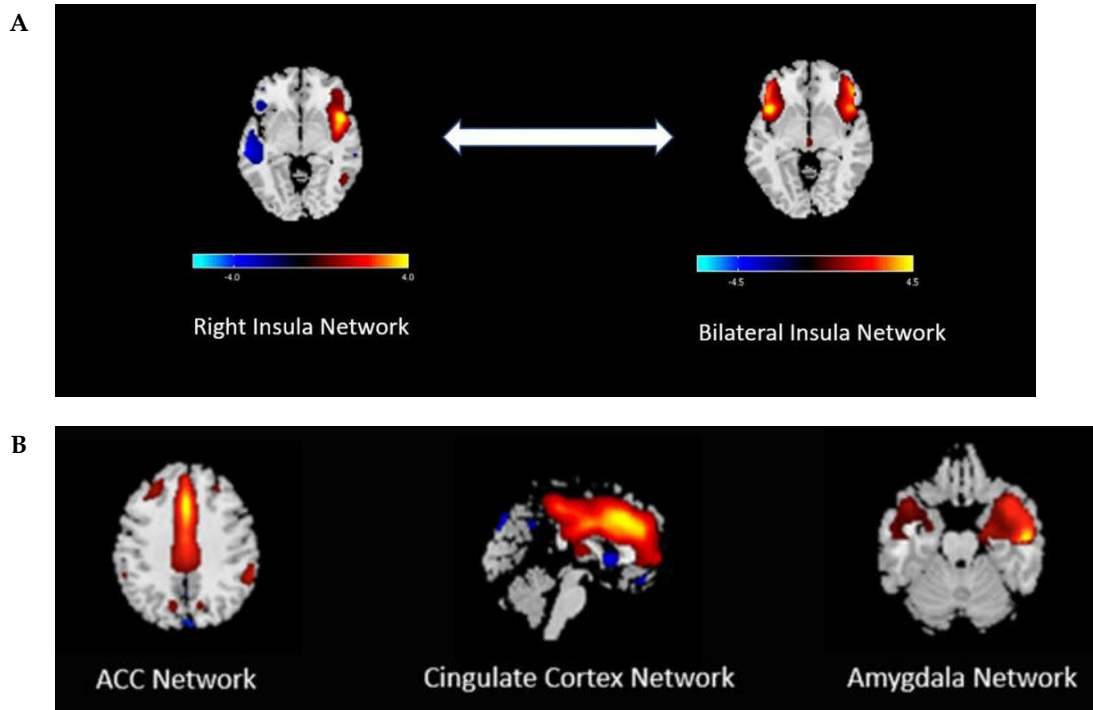 A
-4.0 4.0
-4.5 4.5
Right Insula Network
Bilateral Insula Network
B
ACC Network
Cingulate Cortex Network
Amygdala Network